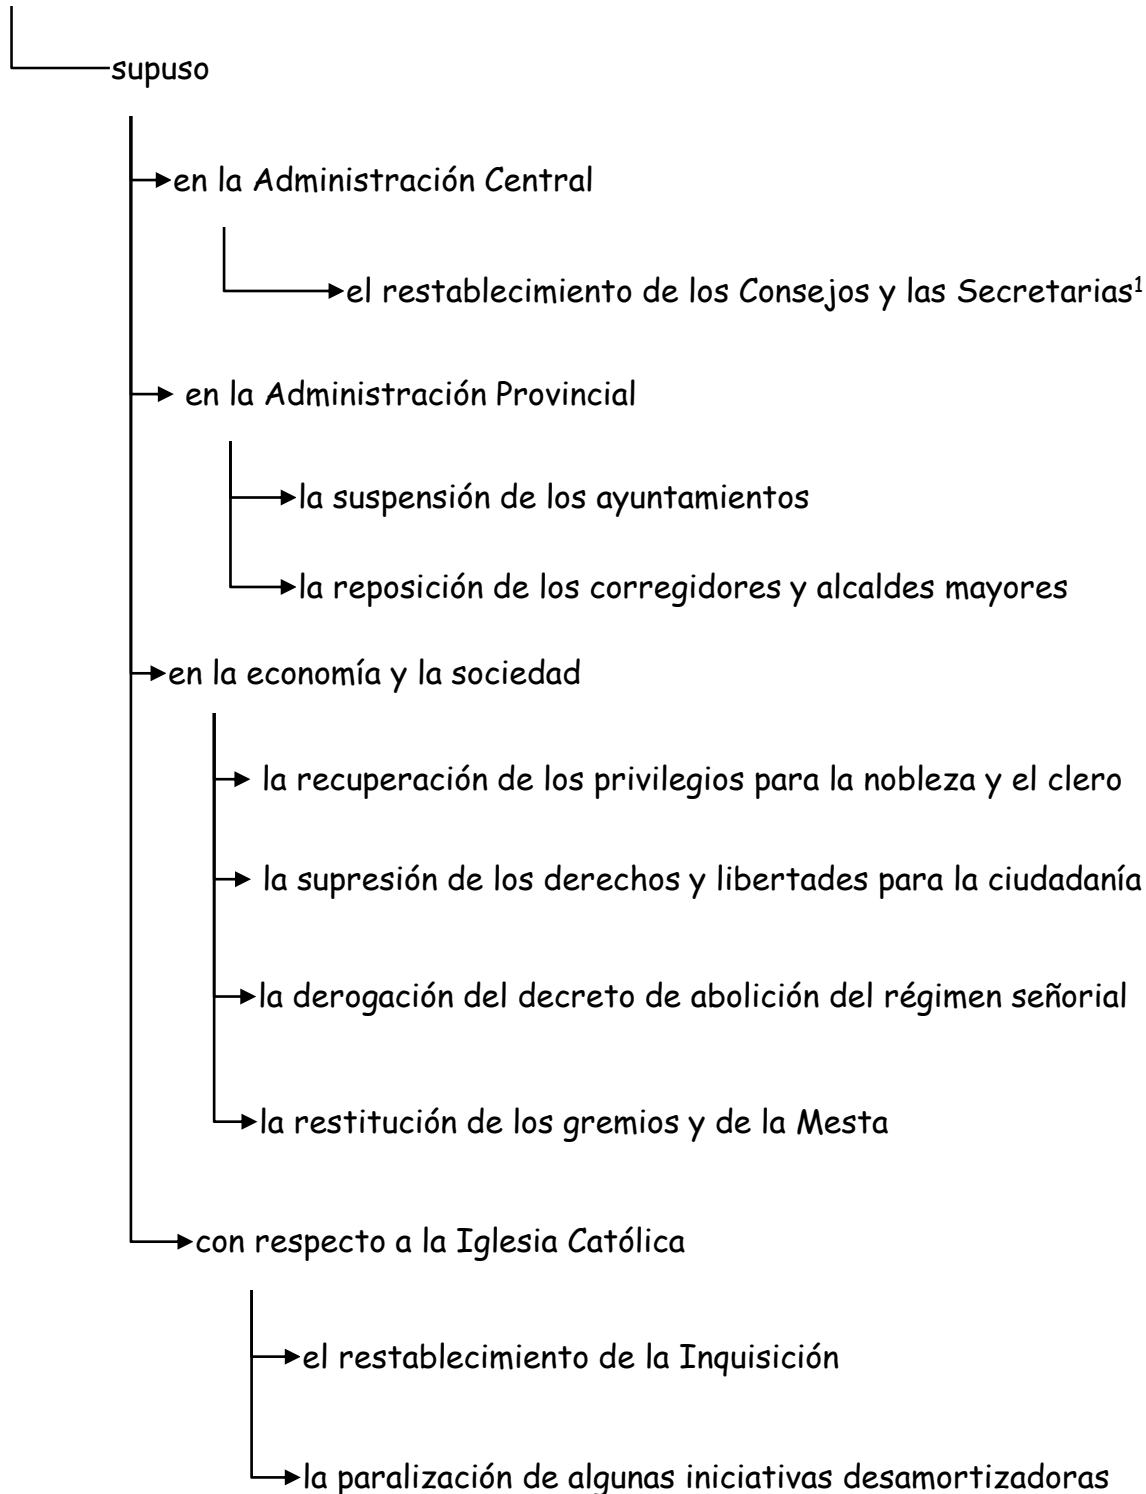 supuso
en la Administración Central
el restablecimiento de los Consejos y las Secretarias¹
en la Administración Provincial
la suspensión de los ayuntamientos
la reposición de los corregidores y alcaldes mayores
en la economía y la sociedad
la recuperación de los privilegios para la nobleza y el clero
la supresión de los derechos y libertades para la ciudadanía
la derogación del decreto de abolición del régimen señorial
la restitución de los gremios y de la Mesta
con respecto a la Iglesia Católica
el restablecimiento de la Inquisición
la paralización de algunas iniciativas desamortizadoras